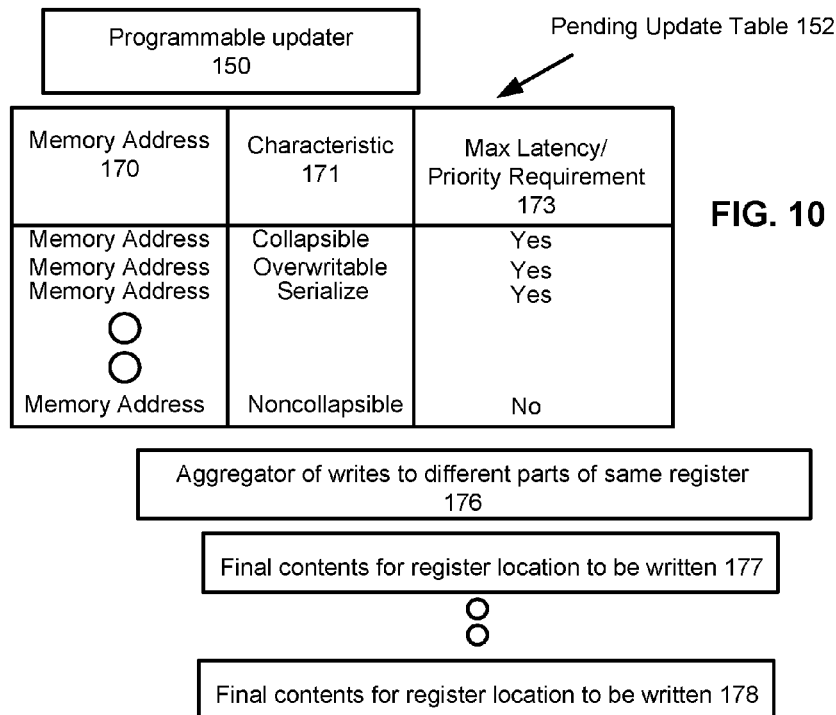 Programmable updater
150
Pending Update Table 152
Memory Address
170
Characteristic
171
Max Latency/
Priority Requirement
173
FIG. 10
Memory Address Collapsible Yes
Memory Address Overwritable Yes
Memory Address Serialize Yes
Memory Address Noncollapsible No
Aggregator of writes to different parts of same register
176
Final contents for register location to be written 177
Final contents for register location to be written 178